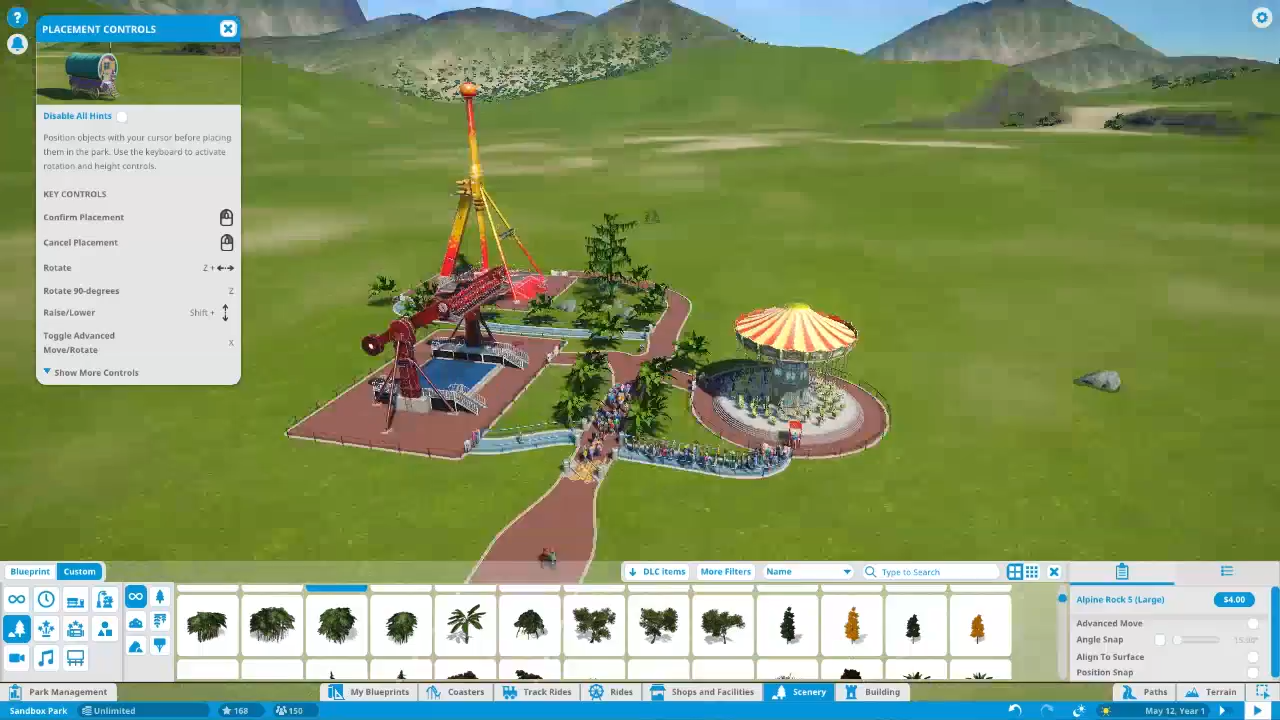 PLACEMENT CONTROLS
Disable All Hints
Position objects with your cursor before placing
them in the park. Use the keyboard to activate
rotation and height controls.
KEY CONTROLS
Confirm Placement
Cancel Placement
Rotate Z +
Rotate 90-degrees Z
Raise/Lower Shift +
Toggle Advanced
Move/Rotate X
Show More Controls
Blueprint Custom DLC Items More Filters Name Type to Search
Alpine Rock 5 (Large) $4.00
Advanced Move
Angle Snap
Align To Surface
Position Snap
Park Management My Blueprints Coasters Track Rides Rides Shops and Facilities Scenery Building Paths Terrain
Sandbox Park Unlimited 168 150 May 12, Year 1